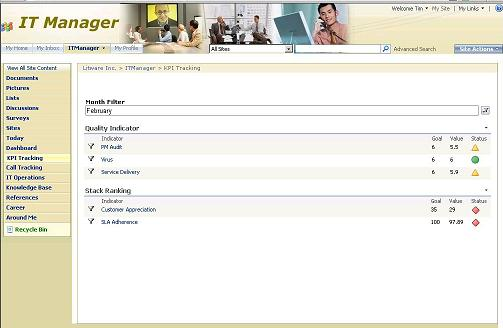 Welcome Tim ▾ | My Site | My Links ▾ |
IT Manager
My Home | My Inbox | ITManager ▾ | My Profile
All Sites
Advanced Search
Site Actions ▾
View All Site Content
Documents
Pictures
Lists
Discussions
Surveys
Sites
Today
Dashboard
KPI Tracking
Call Tracking
IT Operations
Knowledge Base
References
Career
Around Me
Recycle Bin
Litware Inc. > ITManager > KPI Tracking
Month Filter
February
Quality Indicator
Indicator Goal Value Status
PM Audit 6 5.5
Virus 6 6
Service Delivery 6 5.9
Stack Ranking
Indicator Goal Value Status
Customer Appreciation 35 29
SLA Adherence 100 97.89